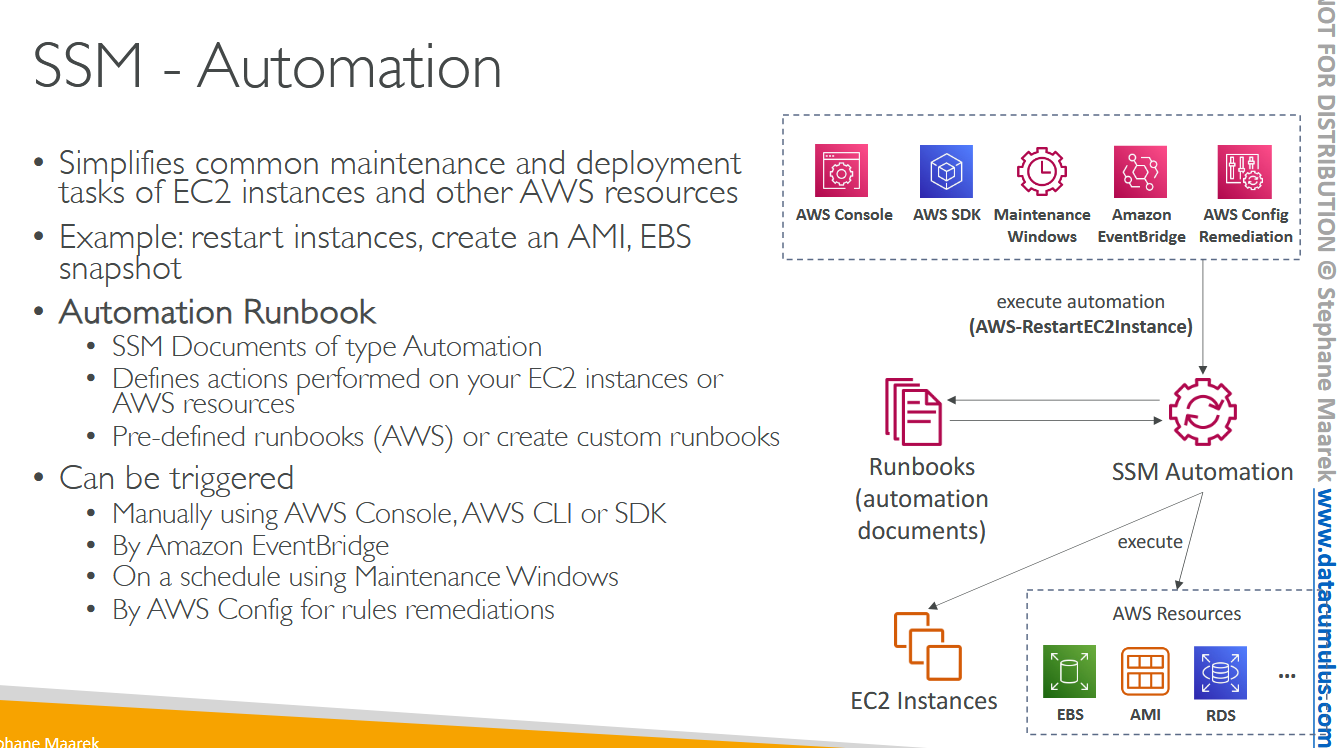 SSM - Automation
• Simplifies common maintenance and deployment
tasks of EC2 instances and other AWS resources
• Example: restart instances, create an AMI, EBS
snapshot
• Automation Runbook
• SSM Documents of type Automation
• Defines actions performed on your EC2 instances or
AWS resources
• Pre-defined runbooks (AWS) or create custom runbooks
• Can be triggered
• Manually using AWS Console, AWS CLI or SDK
• By Amazon EventBridge
• On a schedule using Maintenance Windows
• By AWS Config for rules remediations
AWS Console
AWS SDK
Maintenance
Windows
Amazon
EventBridge
AWS Config
Remediation
execute automation
(AWS-RestartEC2Instance)
Runbooks
(automation
documents)
SSM Automation
execute
EC2 Instances
AWS Resources
EBS
AMI
RDS
...
NOT FOR DISTRIBUTION © Stephane Maarek www.datacumulus.com
phane Maarek